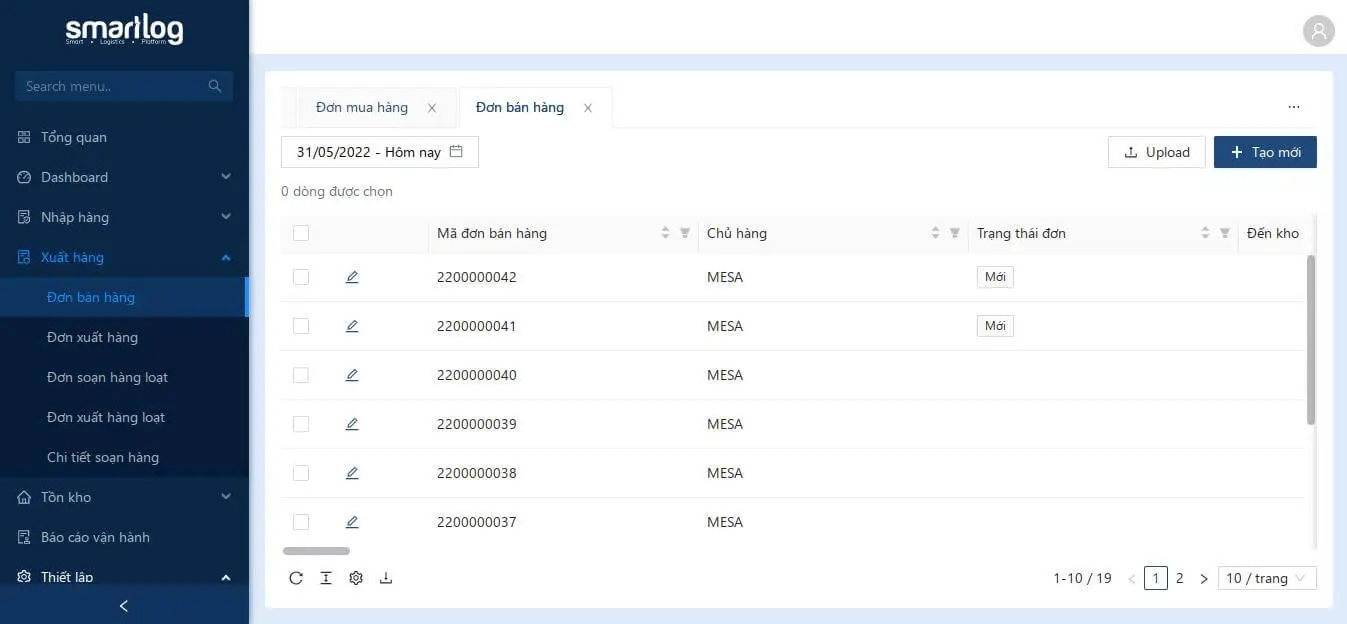 smartlog
Smart • Logistics • Platform
Search menu..
Tổng quan
Dashboard
Nhập hàng
Xuất hàng
Đơn bán hàng
Đơn xuất hàng
Đơn soạn hàng loạt
Đơn xuất hàng loạt
Chi tiết soạn hàng
Tồn kho
Báo cáo vận hành
Thiết lập
Đơn mua hàng
Đơn bán hàng
31/05/2022 - Hôm nay
Upload
Tạo mới
0 dòng được chọn
Mã đơn bán hàng Chủ hàng Trạng thái đơn Đến kho
2200000042 MESA Mới
2200000041 MESA Mới
2200000040 MESA
2200000039 MESA
2200000038 MESA
2200000037 MESA
1-10 / 19 < 1 2 > 10 / trang